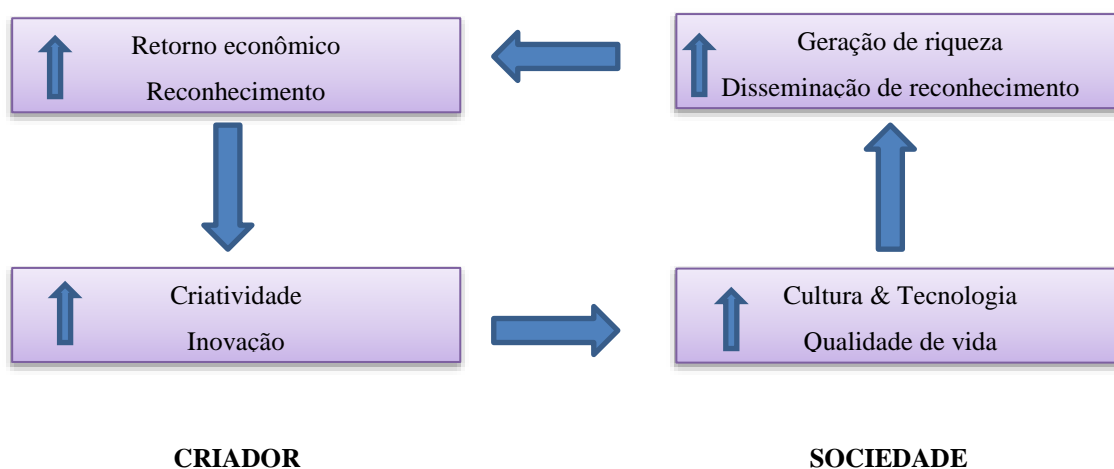 Retorno econômico
Reconhecimento
Geração de riqueza
Disseminação de reconhecimento
Criatividade
Inovação
Cultura & Tecnologia
Qualidade de vida
CRIADOR
SOCIEDADE